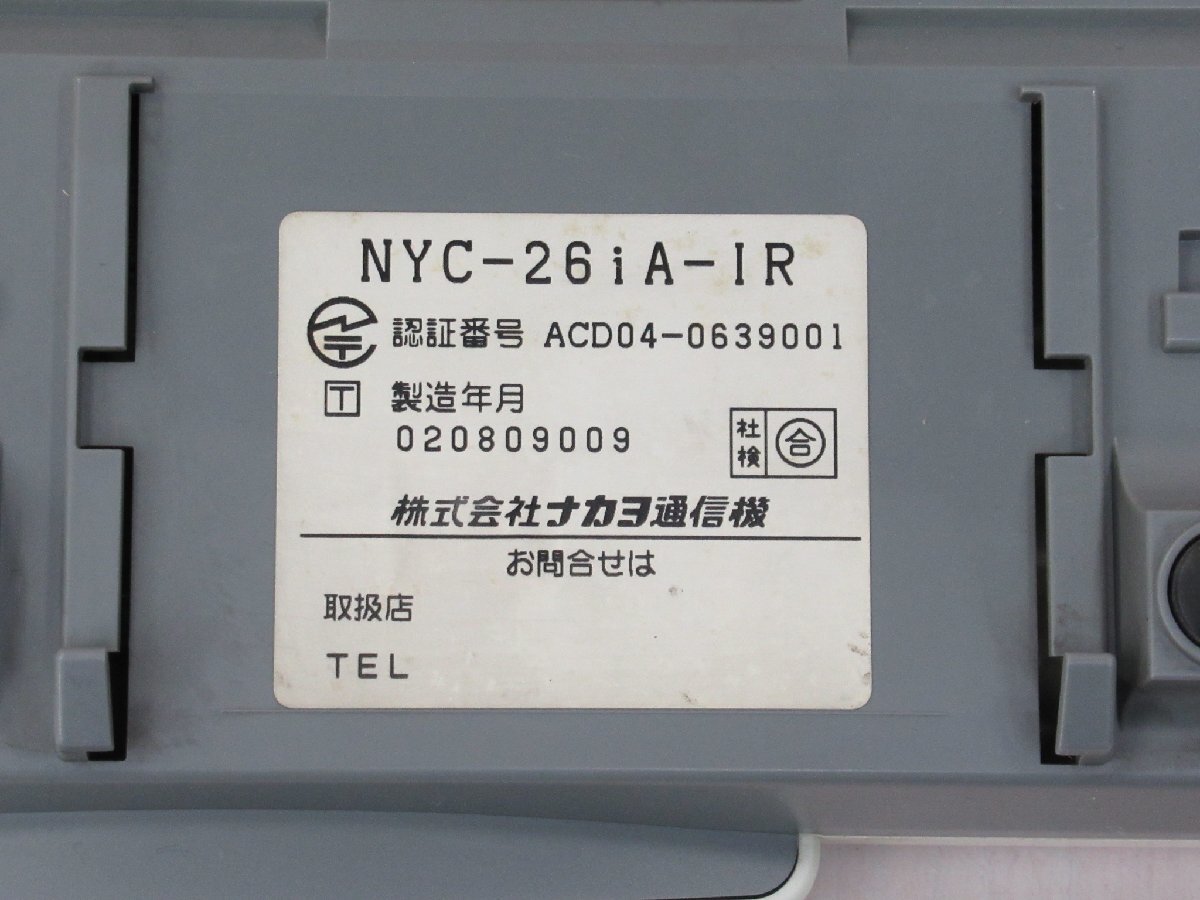 NYC-26iA-IR
認証番号 ACD04-0639001
T 製造年月
020809009
社検 合
株式会社ナカヨ通信機
お問合せは
取扱店
TEL